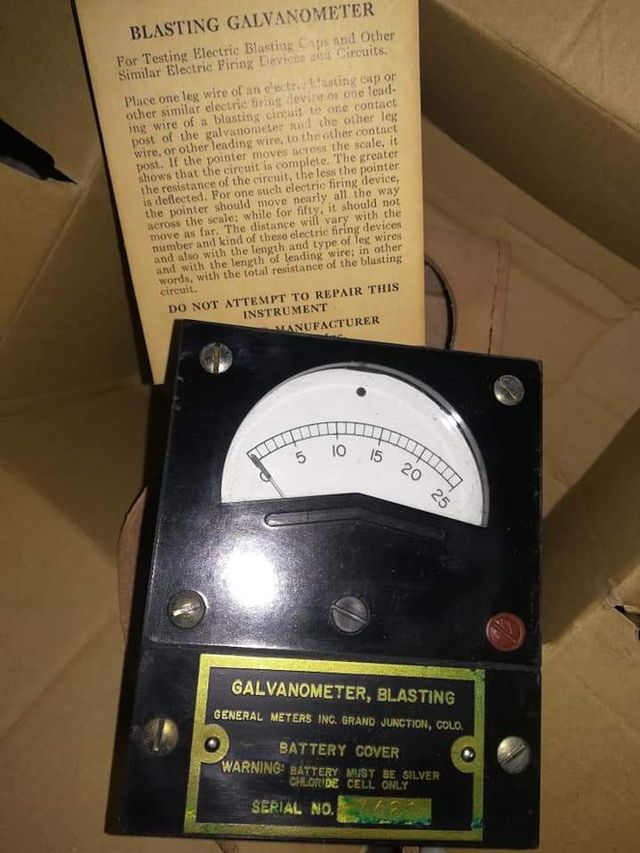 BLASTING GALVANOMETER
For Testing Electric Blasting Caps and Other
Similar Electric Firing Devices and Circuits.
Place one leg wire of an electric blasting cap or
other similar electric firing device or one lead-
ing wire of a blasting circuit to one contact
post of the galvanometer and the other leg
wire, or other leading wire, to the other contact
post. If the pointer moves across the scale, it
shows that the circuit is complete. The greater
the resistance of the circuit, the less the pointer
is deflected. For one such electric firing device,
the pointer should move nearly all the way
across the scale; while for fifty, it should not
move as far. The distance will vary with the
number and kind of these electric firing devices
and also with the length and type of leg wires
and with the length of leading wire; in other
words, with the total resistance of the blasting
circuit.
DO NOT ATTEMPT TO REPAIR THIS
INSTRUMENT
MANUFACTURER
0 5 10 15 20 25
GALVANOMETER, BLASTING
GENERAL METERS INC. GRAND JUNCTION, COLO.
BATTERY COVER
WARNING: BATTERY MUST BE SILVER
CHLORIDE CELL ONLY
SERIAL NO.